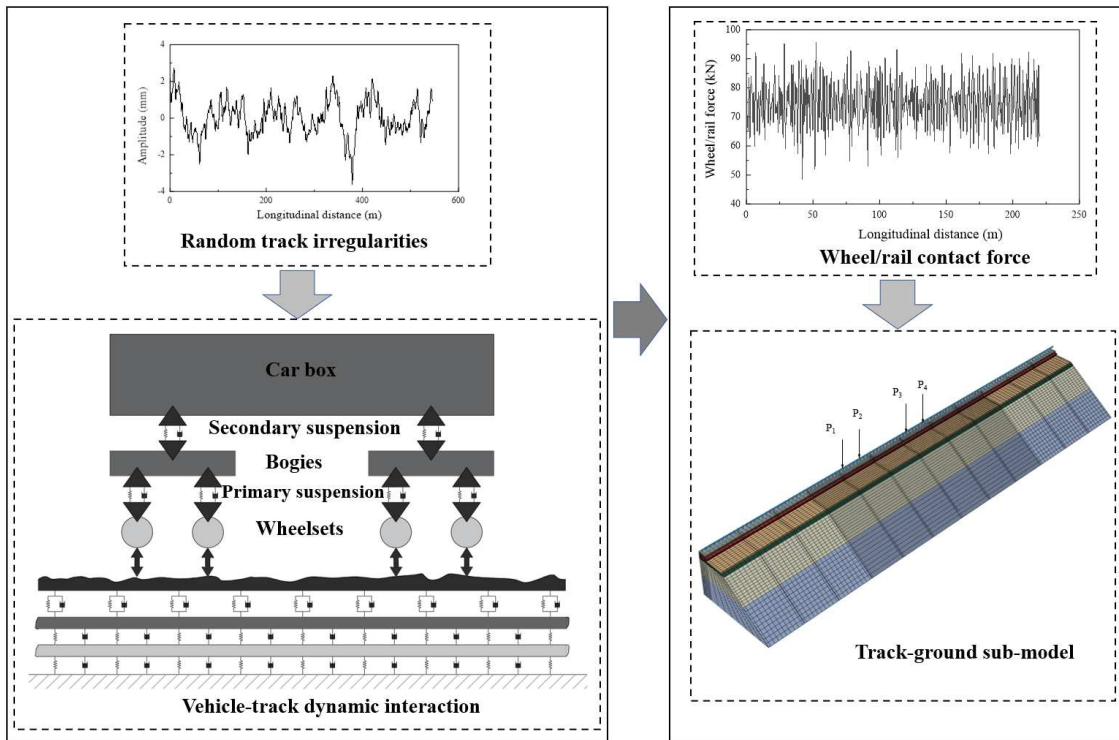 4
2
0
-2
-4
0
200
400
600
Amplitude (mm)
Longitudinal distance (m)
Random track irregularities
Car box
Secondary suspension
Bogies
Primary suspension
Wheelsets
Vehicle-track dynamic interaction
100
90
80
70
60
50
40
0
50
100
150
200
250
Wheel/rail force (kN)
Longitudinal distance (m)
Wheel/rail contact force
P1
P2
P3
P4
Track-ground sub-model